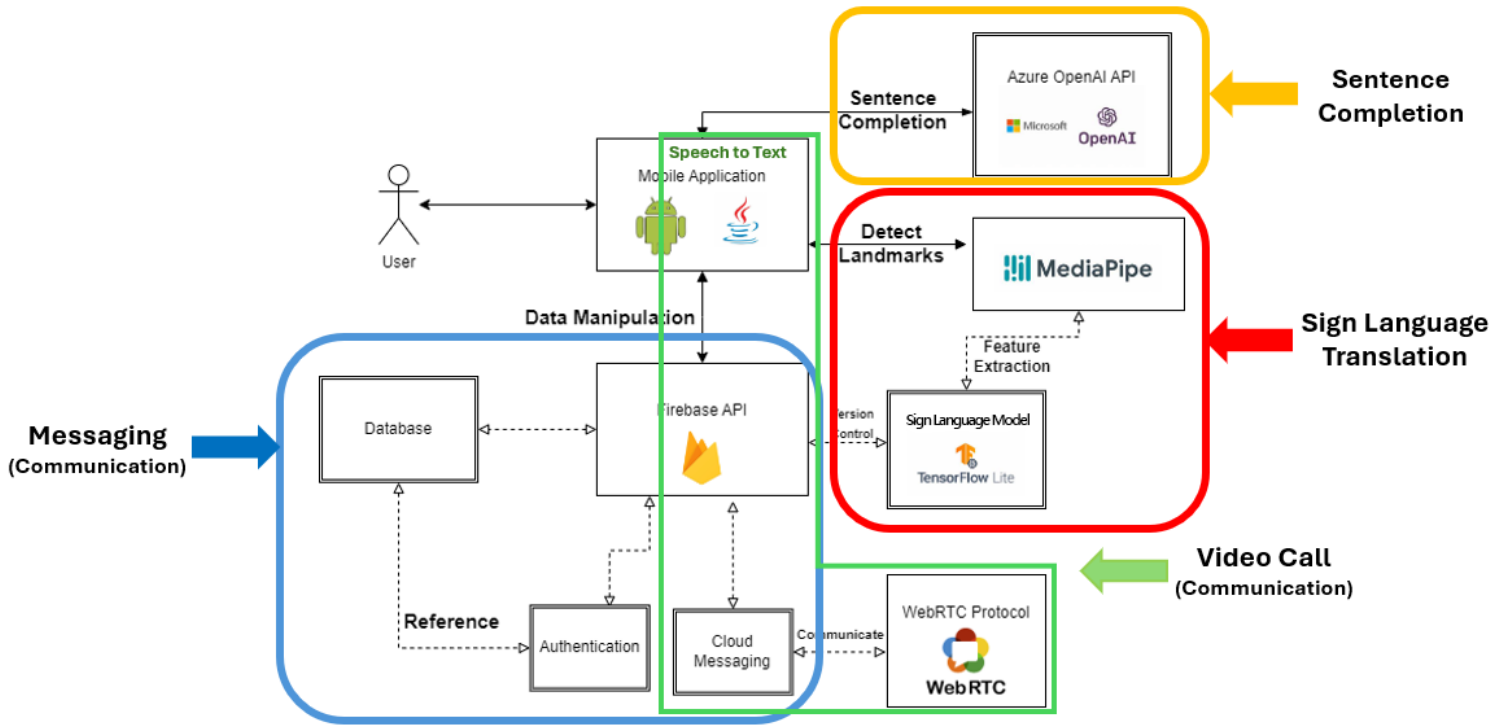 Azure OpenAI API
Microsoft
OpenAI
Sentence
Completion
Sentence
Completion
Speech to Text
Mobile Application
User
Detect
Landmarks
MediaPipe
Data Manipulation
Feature
Extraction
Sign Language
Translation
Database
Firebase API
Version
Control
Sign Language Model
TensorFlow Lite
Messaging
(Communication)
Video Call
(Communication)
Reference
Authentication
Cloud
Messaging
Communicate
WebRTC Protocol
WebRTC